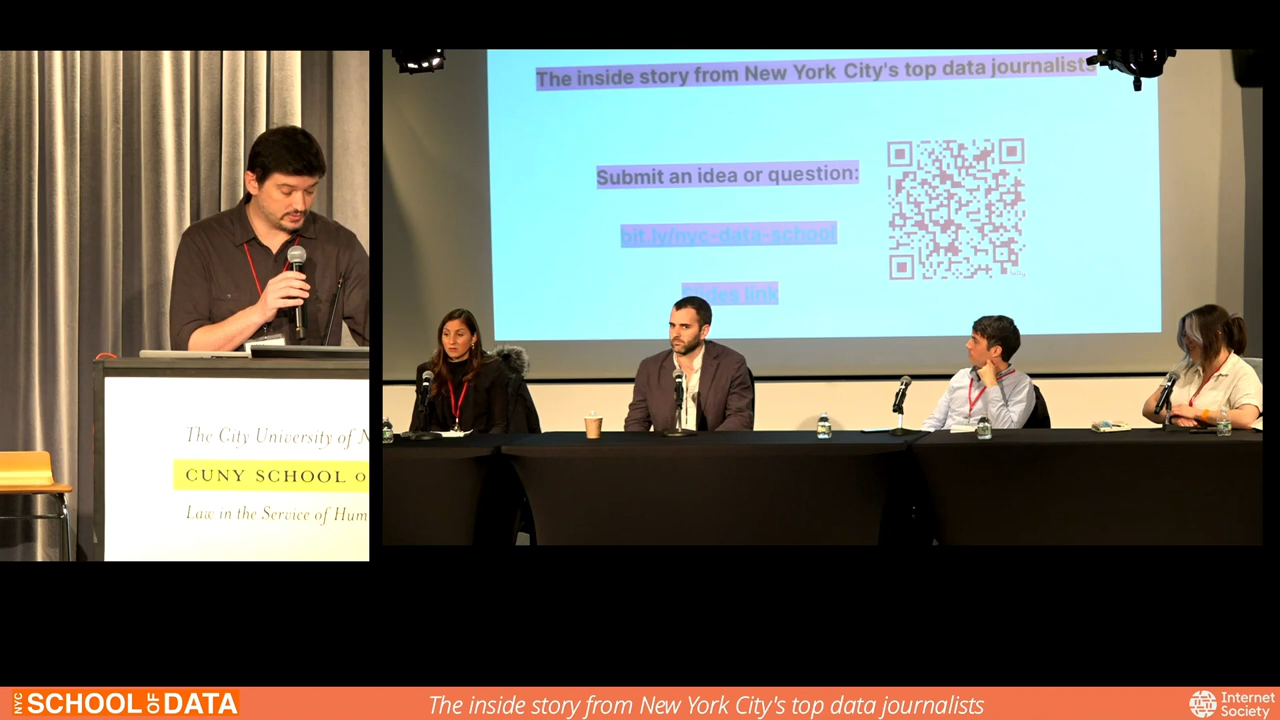 The inside story from New York City's top data journalists
Submit an idea or question:
bit.ly/nyc-data-school
Slides link
bitly
The City University of N
CUNY SCHOOL O
Law in the Service of Hum
NYC SCHOOL OF DATA
The inside story from New York City's top data journalists
Internet
Society